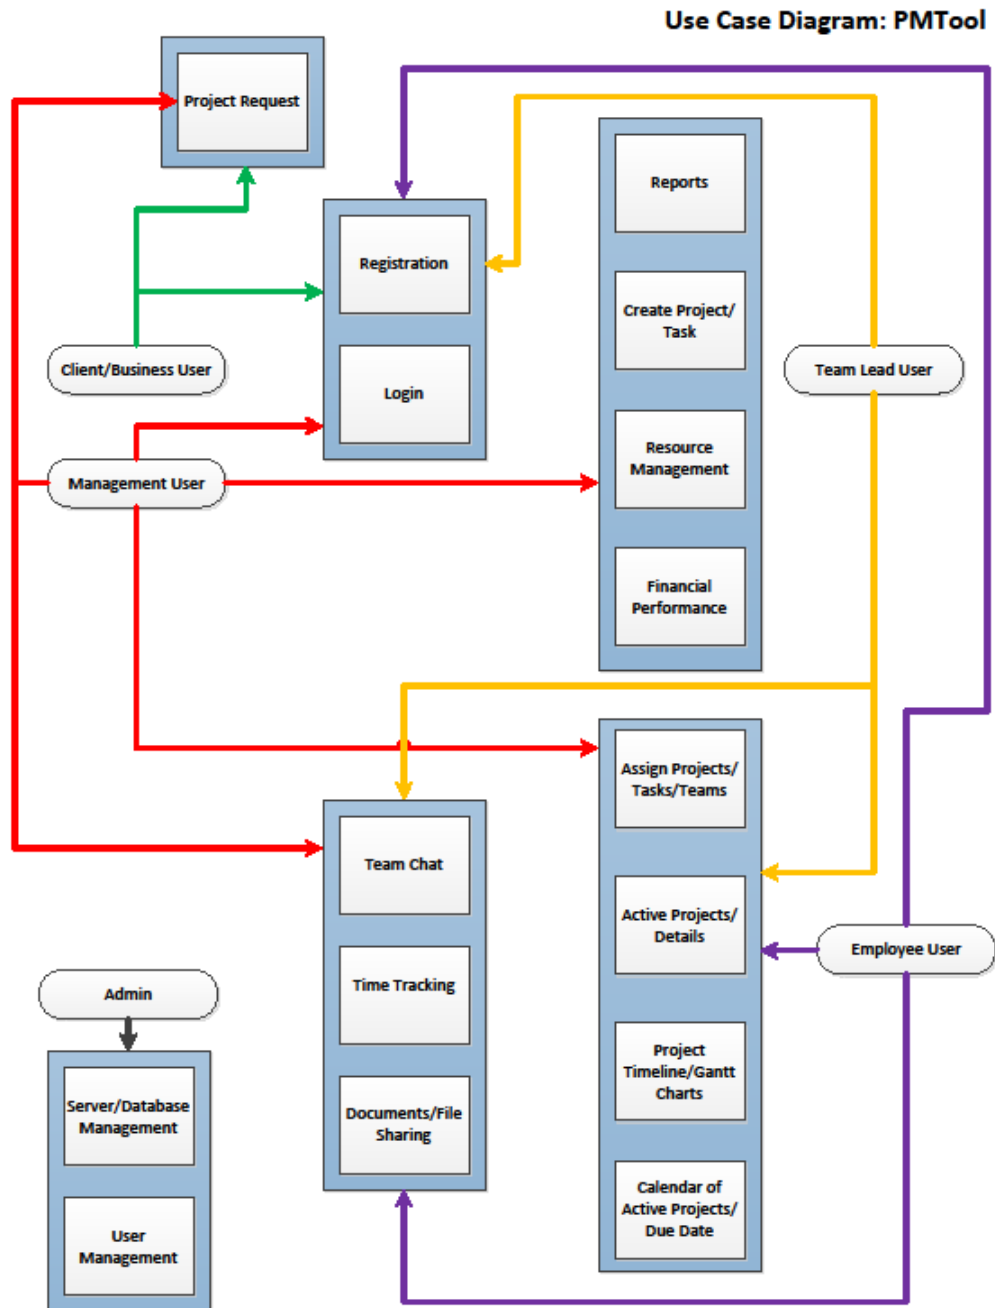 Use Case Diagram: PMTool
Project Request
Reports
Registration
Create Project/
Task
Client/Business User
Team Lead User
Login
Resource
Management
Management User
Financial
Performance
Assign Projects/
Tasks/Teams
Team Chat
Active Projects/
Details
Employee User
Time Tracking
Admin
Project
Timeline/Gantt
Charts
Server/Database
Management
Documents/File
Sharing
Calendar of
Active Projects/
Due Date
User
Management